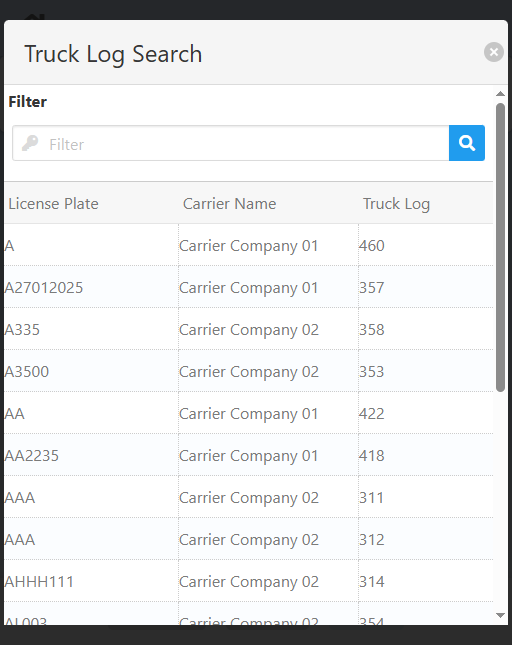 Truck Log Search
Filter
Filter
License Plate Carrier Name Truck Log
A Carrier Company 01 460
A27012025 Carrier Company 01 357
A335 Carrier Company 02 358
A3500 Carrier Company 02 353
AA Carrier Company 01 422
AA2235 Carrier Company 01 418
AAA Carrier Company 02 311
AAA Carrier Company 02 312
AHHH111 Carrier Company 02 314
AL003 Carrier Company 02 354